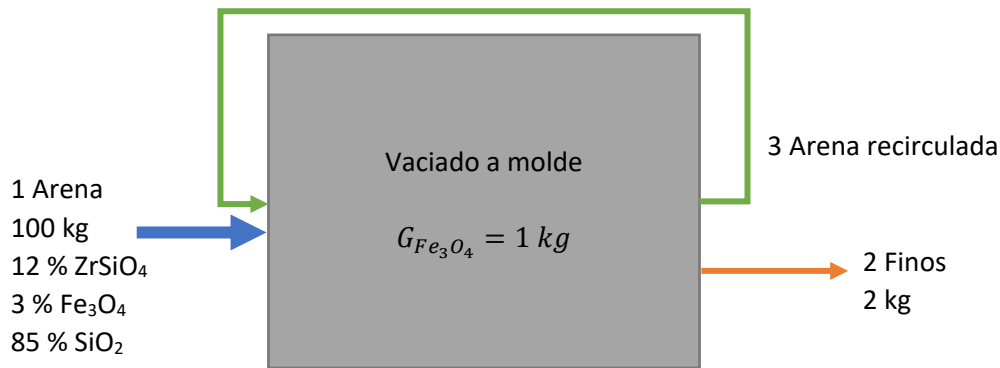 1 Arena
100 kg
12 % ZrSiO₄
3 % Fe₃O₄
85 % SiO₂
Vaciado a molde
G_{Fe₃O₄} = 1 kg
3 Arena recirculada
2 Finos
2 kg